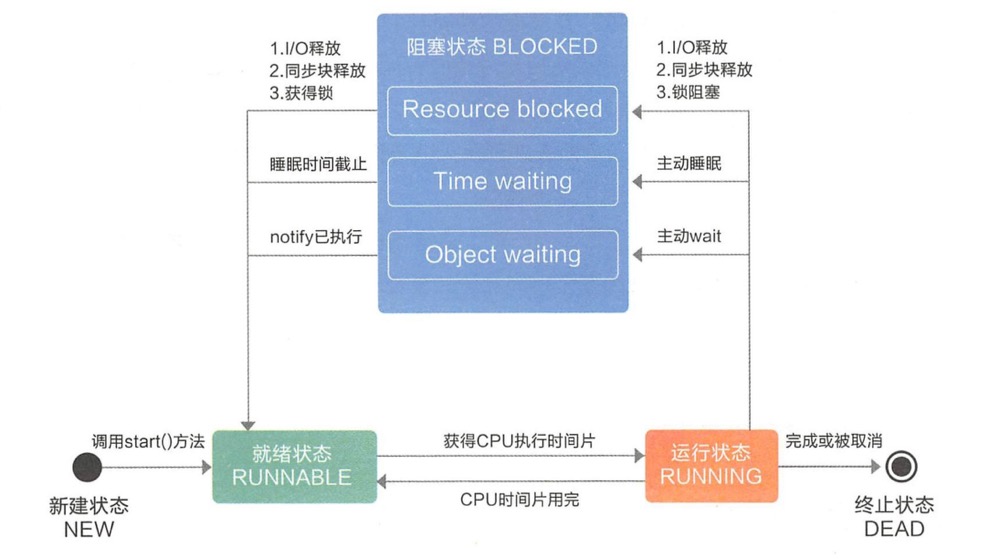 阻塞状态 BLOCKED
1.I/O释放
2.同步块释放
3.获得锁
1.I/O释放
2.同步块释放
3.锁阻塞
Resource blocked
睡眠时间截止
Time waiting
主动睡眠
notify已执行
Object waiting
主动wait
调用start()方法
新建状态
NEW
就绪状态
RUNNABLE
获得CPU执行时间片
CPU时间片用完
运行状态
RUNNING
完成或被取消
终止状态
DEAD